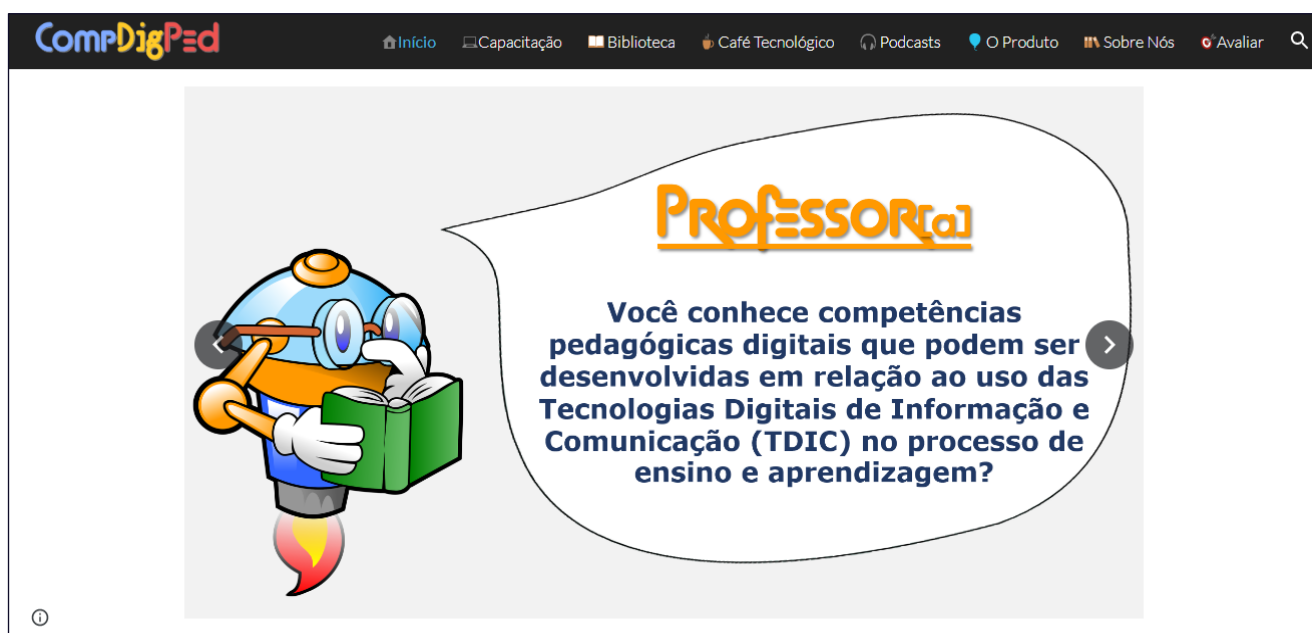 CompDigPed
Início Capacitação Biblioteca Café Tecnológico Podcasts O Produto Sobre Nós Avaliar
PROFESSOR[a]
Você conhece competências
pedagógicas digitais que podem ser
desenvolvidas em relação ao uso das
Tecnologias Digitais de Informação e
Comunicação (TDIC) no processo de
ensino e aprendizagem?